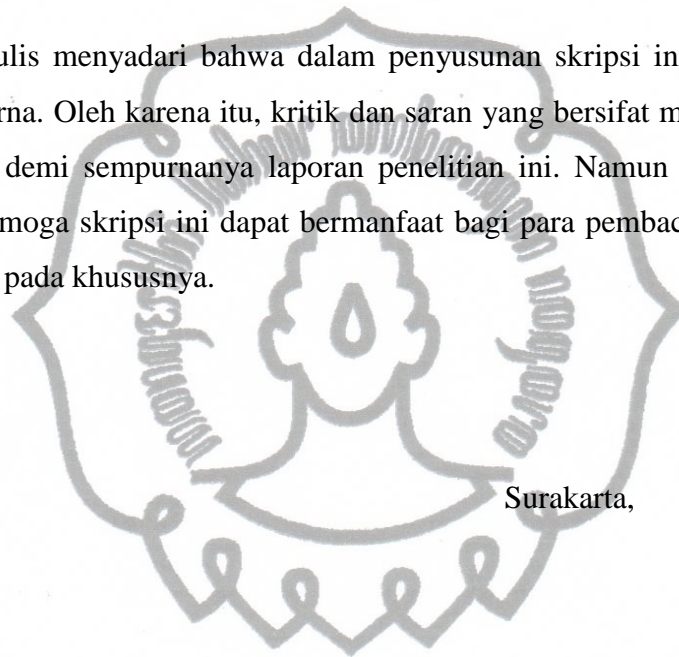 ulis menyadari bahwa dalam penyusunan skripsi in
rna. Oleh karena itu, kritik dan saran yang bersifat m
demi sempurnanya laporan penelitian ini. Namun
moga skripsi ini dapat bermanfaat bagi para pembac
pada khususnya.
Surakarta,